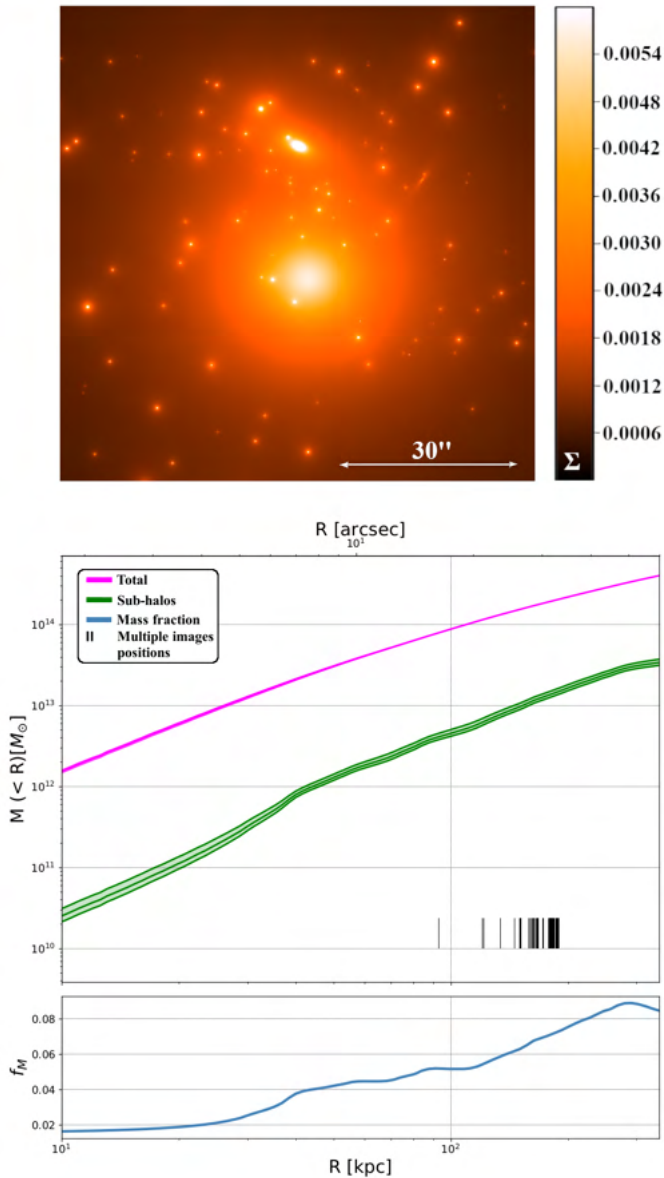 0.0054
0.0048
0.0042
0.0036
0.0030
0.0024
0.0018
0.0012
0.0006
Σ
30"
R [arcsec]
10¹
Total
Sub-halos
Mass fraction
Multiple images
positions
M (< R)[M⊙]
10¹⁴
10¹³
10¹²
10¹¹
10¹⁰
f_M
0.08
0.06
0.04
0.02
10¹
10²
R [kpc]